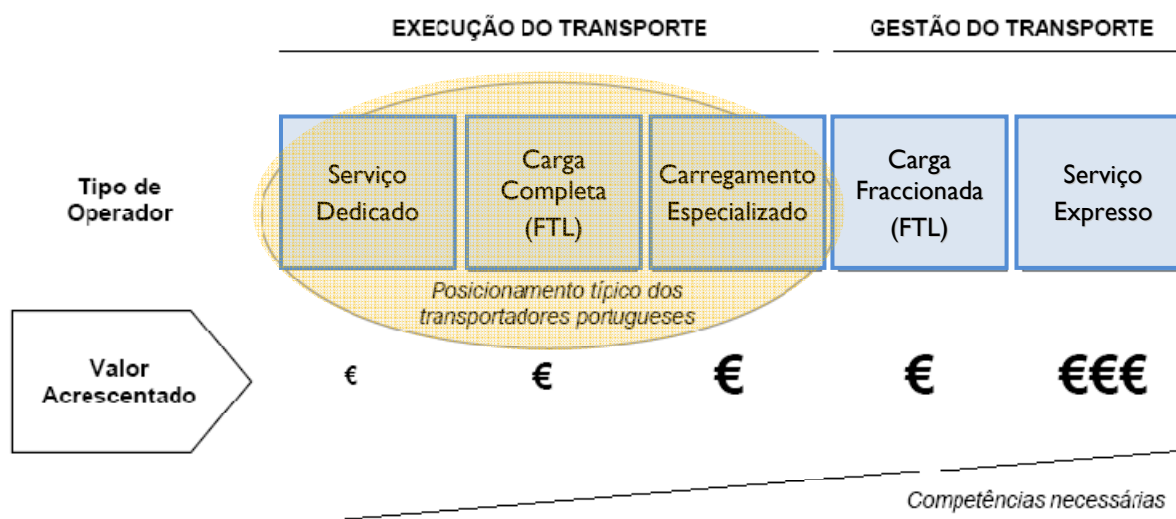 EXECUÇÃO DO TRANSPORTE
GESTÃO DO TRANSPORTE
Tipo de
Operador
Serviço
Dedicado
Carga
Completa
(FTL)
Carregamento
Especializado
Carga
Fraccionada
(FTL)
Serviço
Expresso
Posicionamento típico dos
transportadores portugueses
Valor
Acrescentado
€
€
€
€
€€€
Competências necessárias